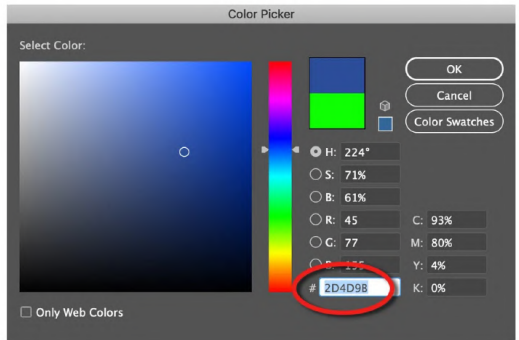 Color Picker
Select Color:
OK
Cancel
Color Swatches
H: 224°
S: 71%
B: 61%
R: 45 C: 93%
G: 77 M: 80%
Y: 4%
# 2D4D98 K: 0%
Only Web Colors